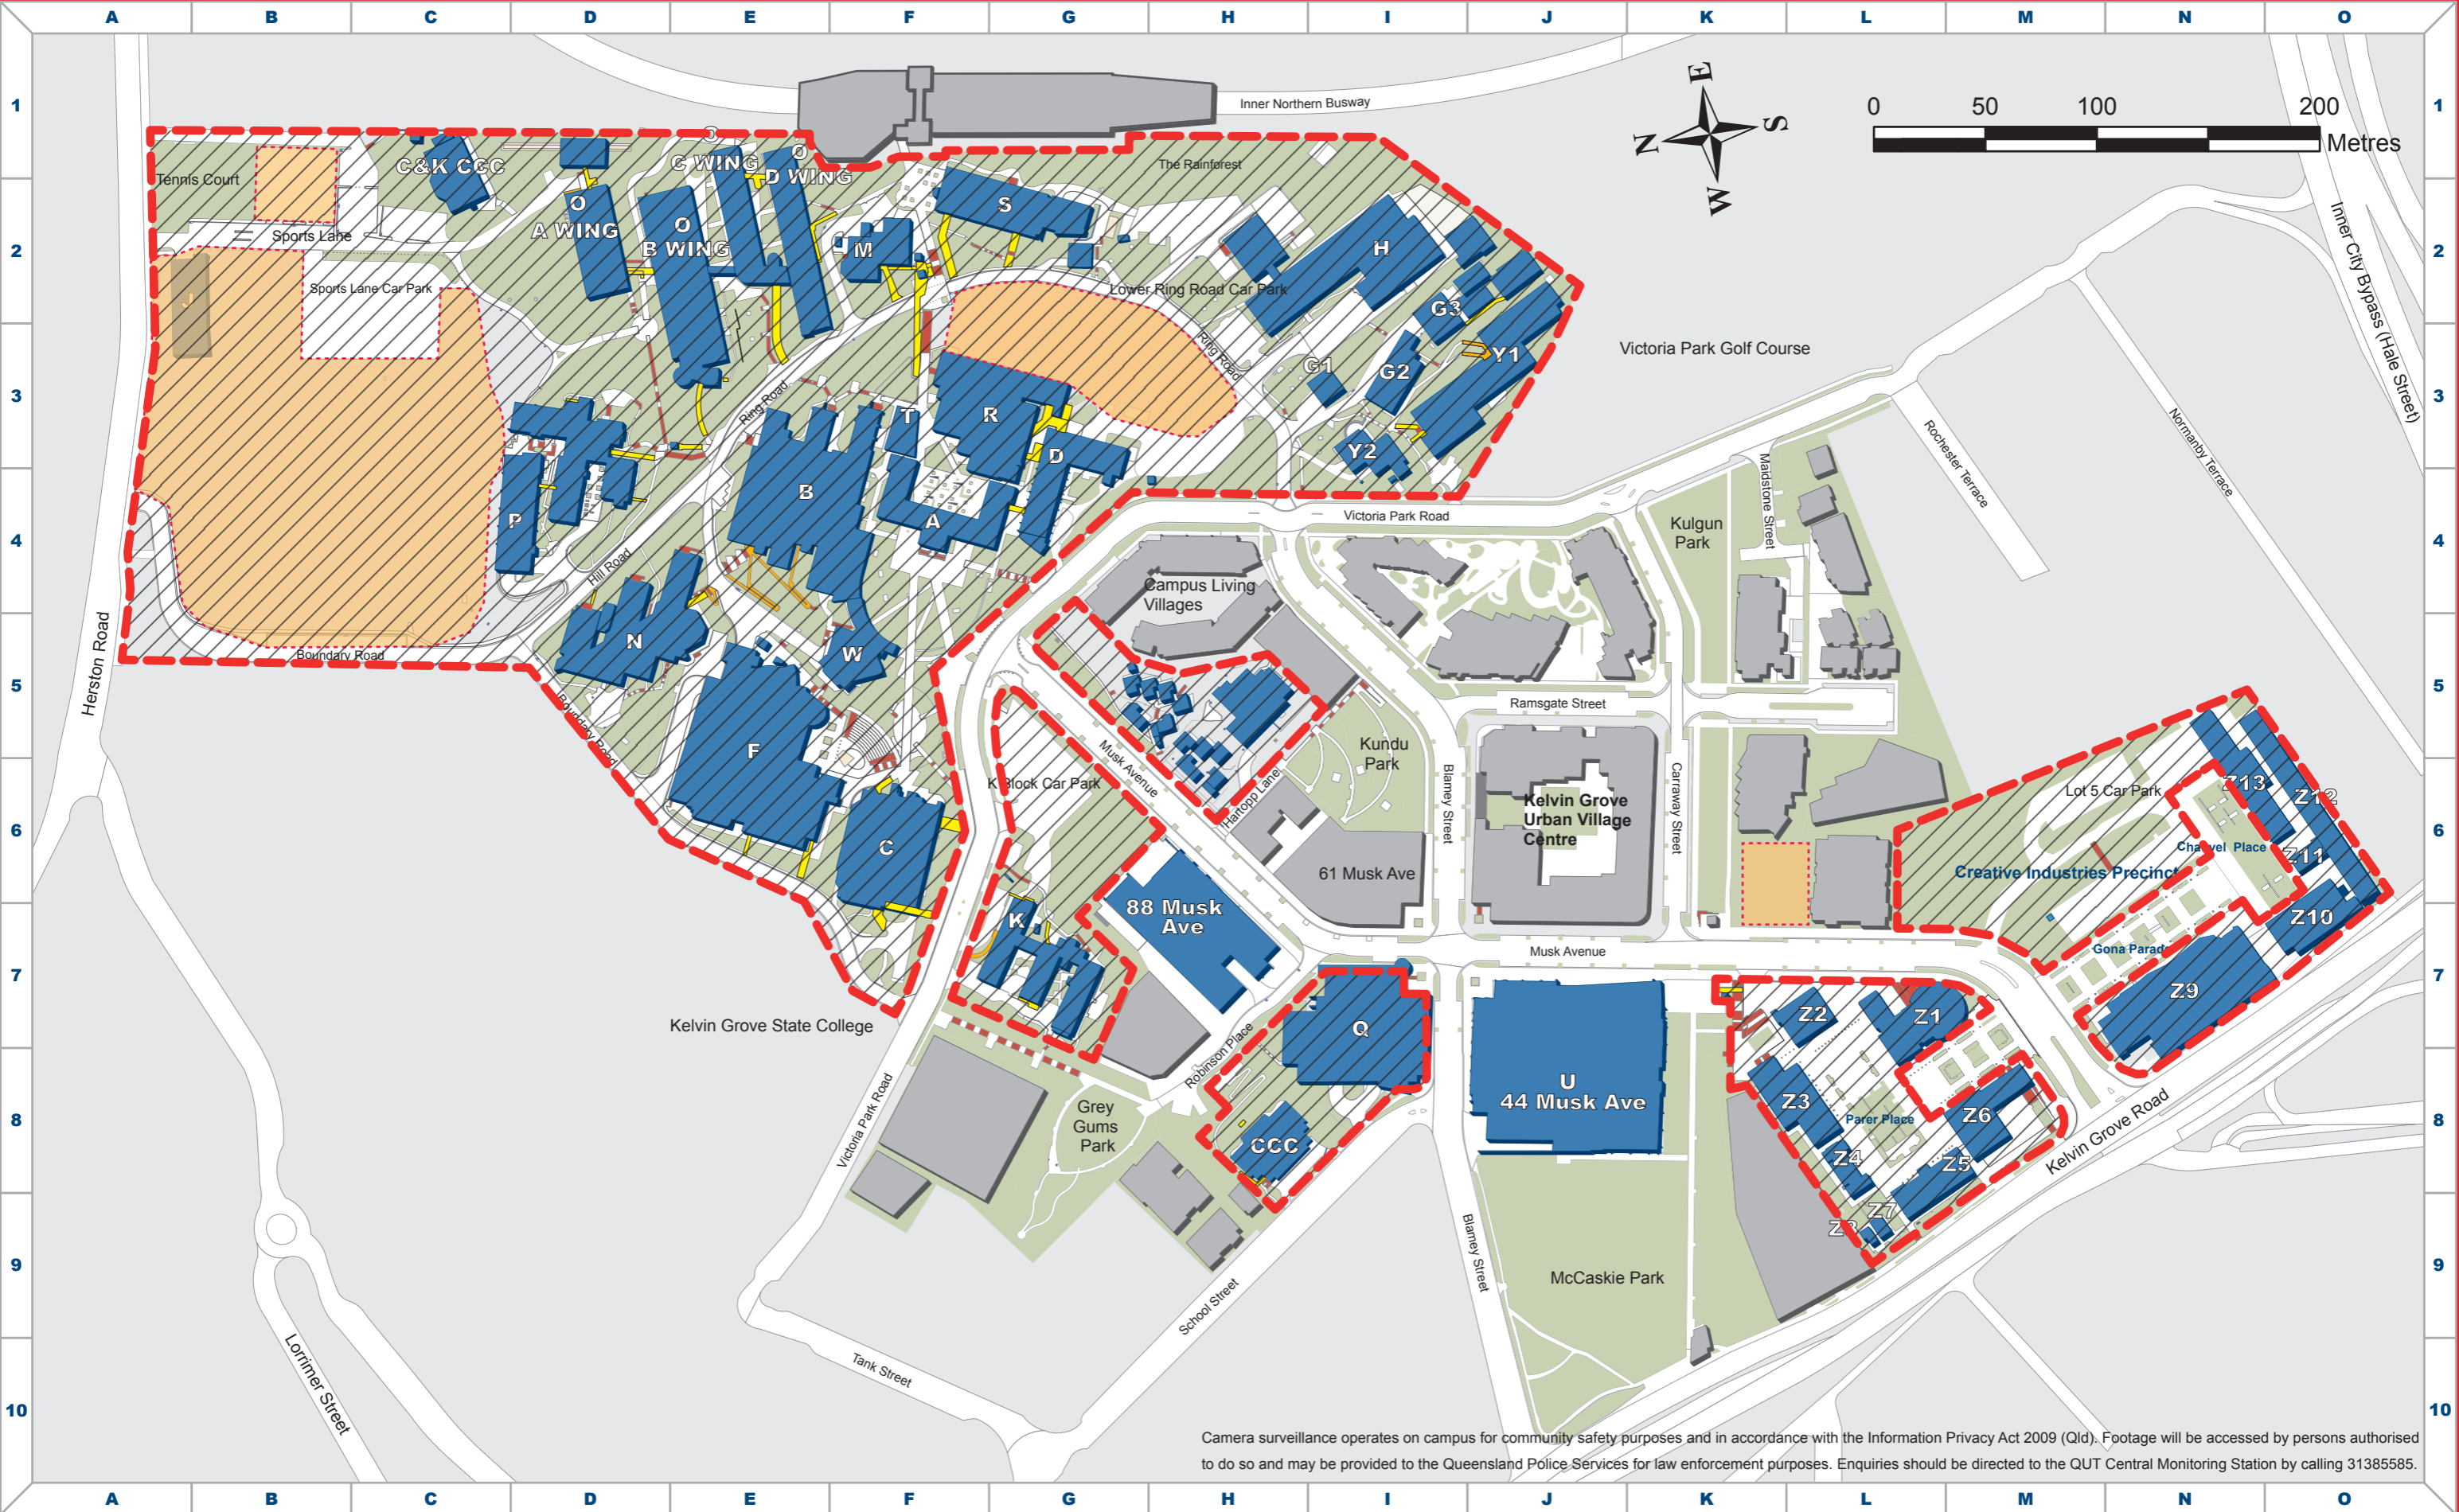 A B C D E F G H I J K L M N O
1 1
Inner Northern Busway
E
N
S
W
0 50 100 200
Metres
Tennis Court
C&K CCC
O
C WING
O
D WING
The Rainforest
O
A WING
O
B WING
S
M
H
2 2
Sports Lane
Sports Lane Car Park
J
Lower Ring Road Car Park
Inner City Bypass (Hale Street)
G3
Ring Road
Victoria Park Golf Course
Y1
G1
G2
3 3
Ring Road
T
R
D
Y2
Rochester Terrace
Normanby Terrace
Maidstone Street
B
P
A
Victoria Park Road
Kulgun
Park
4 4
Hill Road
Campus Living
Villages
Herston Road
N
W
Boundary Road
5 5
Boundary Road
Ramsgate Street
F
Musk Avenue
Kundu
Park
K Block Car Park
Hartopp Lane
Blamey Street
Kelvin Grove
Urban Village
Centre
Carraway Street
Lot 5 Car Park
Z13
Z12
6 6
C
Z11
Creative Industries Precinct
61 Musk Ave
88 Musk
Ave
K
Z10
Musk Avenue
7 7
Z9
Kelvin Grove State College
Q
Z2
Z1
Robinson Place
U
44 Musk Ave
Grey
Gums
Park
Z3
Z6
Parer Place
8 8
Victoria Park Road
CCC
Z4
Z5
Kelvin Grove Road
Z7
Blamey Street
9 9
McCaskie Park
School Street
Lorrimer Street
Tank Street
10 10
Camera surveillance operates on campus for community safety purposes and in accordance with the Information Privacy Act 2009 (Qld). Footage will be accessed by persons authorised
to do so and may be provided to the Queensland Police Services for law enforcement purposes. Enquiries should be directed to the QUT Central Monitoring Station by calling 31385585.
A B C D E F G H I J K L M N O